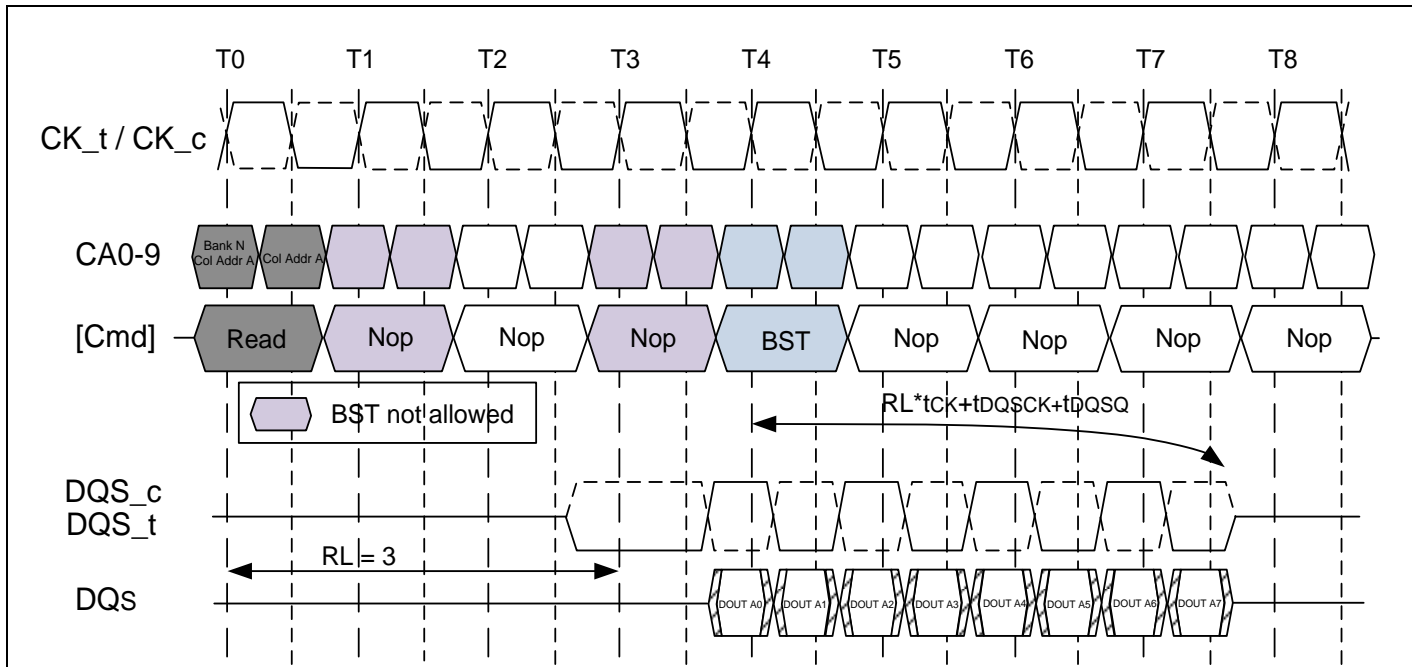 T0 T1 T2 T3 T4 T5 T6 T7 T8
CK_t / CK_c
CA0-9
Bank N
Col Addr A
Col Addr A
[Cmd]
Read Nop Nop Nop BST Nop Nop Nop Nop
BST not allowed
RL*tCK+tDQSCK+tDQSQ
DQS_c
DQS_t
RL = 3
DQs
DOUT A0 DOUT A1 DOUT A2 DOUT A3 DOUT A4 DOUT A5 DOUT A6 DOUT A7